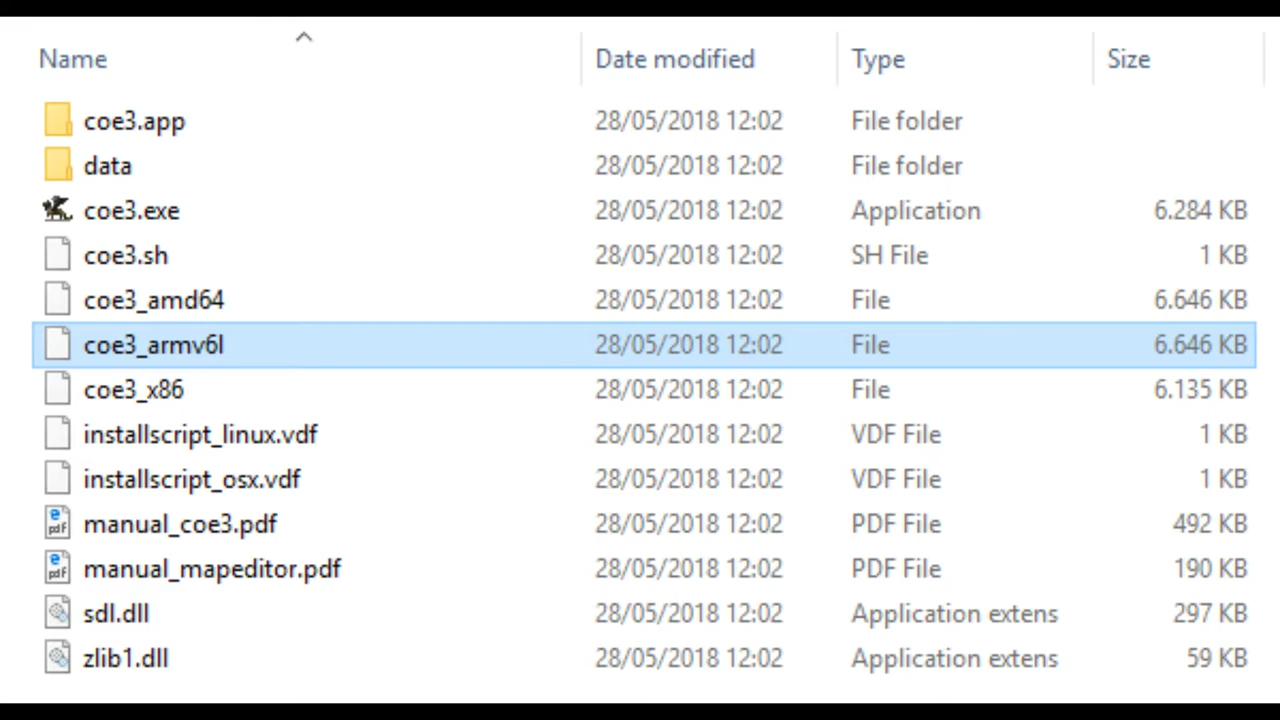 Name Date modified Type Size
coe3.app 28/05/2018 12:02 File folder
data 28/05/2018 12:02 File folder
coe3.exe 28/05/2018 12:02 Application 6.284 KB
coe3.sh 28/05/2018 12:02 SH File 1 KB
coe3_amd64 28/05/2018 12:02 File 6.646 KB
coe3_armv6l 28/05/2018 12:02 File 6.646 KB
coe3_x86 28/05/2018 12:02 File 6.135 KB
installscript_linux.vdf 28/05/2018 12:02 VDF File 1 KB
installscript_osx.vdf 28/05/2018 12:02 VDF File 1 KB
manual_coe3.pdf 28/05/2018 12:02 PDF File 492 KB
manual_mapeditor.pdf 28/05/2018 12:02 PDF File 190 KB
sdl.dll 28/05/2018 12:02 Application extens 297 KB
zlib1.dll 28/05/2018 12:02 Application extens 59 KB